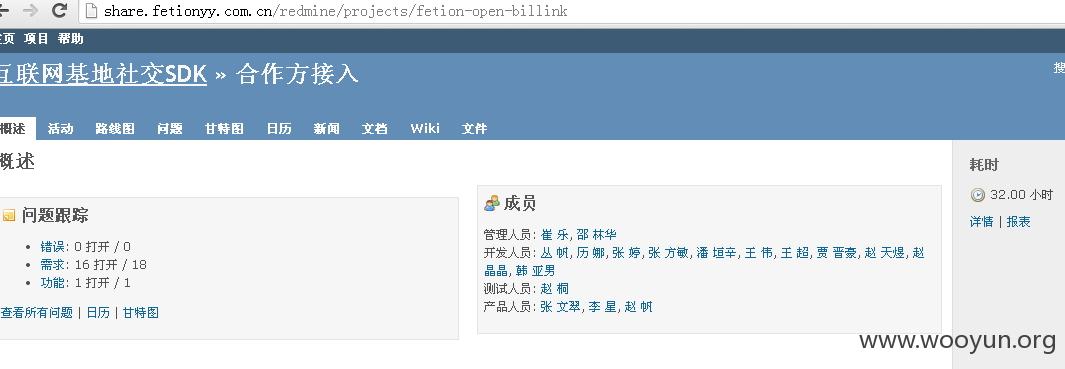 share.fetionyy.com.cn/redmine/projects/fetion-open-billink
主页 项目 帮助
互联网基地社交SDK » 合作方接入
搜
概述 活动 路线图 问题 甘特图 日历 新闻 文档 Wiki 文件
概述
问题跟踪
错误: 0 打开 / 0
需求: 16 打开 / 18
功能: 1 打开 / 1
查看所有问题 | 日历 | 甘特图
成员
管理人员: 崔 乐, 邵 林华
开发人员: 丛 帆, 历 娜, 张 婷, 张 方敏, 潘 垣辛, 王 伟, 王 超, 贾 晋豪, 赵 天煜, 赵
晶晶, 韩 亚男
测试人员: 赵 桐
产品人员: 张 文翠, 李 星, 赵 帆
耗时
32.00 小时
详情 | 报表
www.wooyun.org